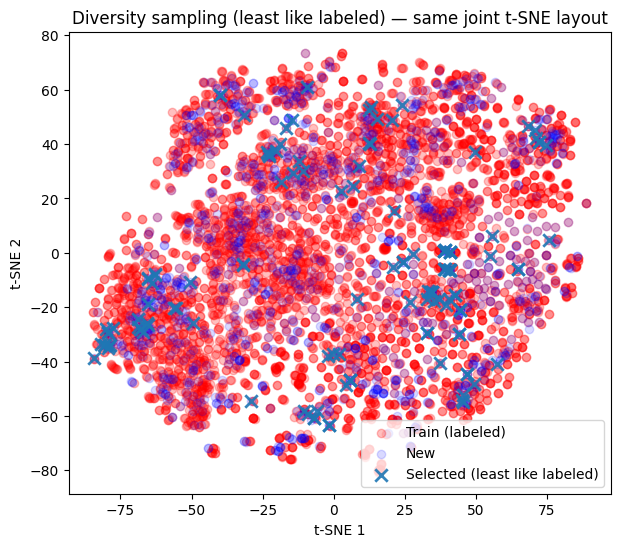 Diversity sampling (least like labeled) — same joint t-SNE layout
80
60
40
20
0
−20
−40
−60
−80
t-SNE 2
Train (labeled)
New
Selected (least like labeled)
−75
−50
−25
0
25
50
75
t-SNE 1